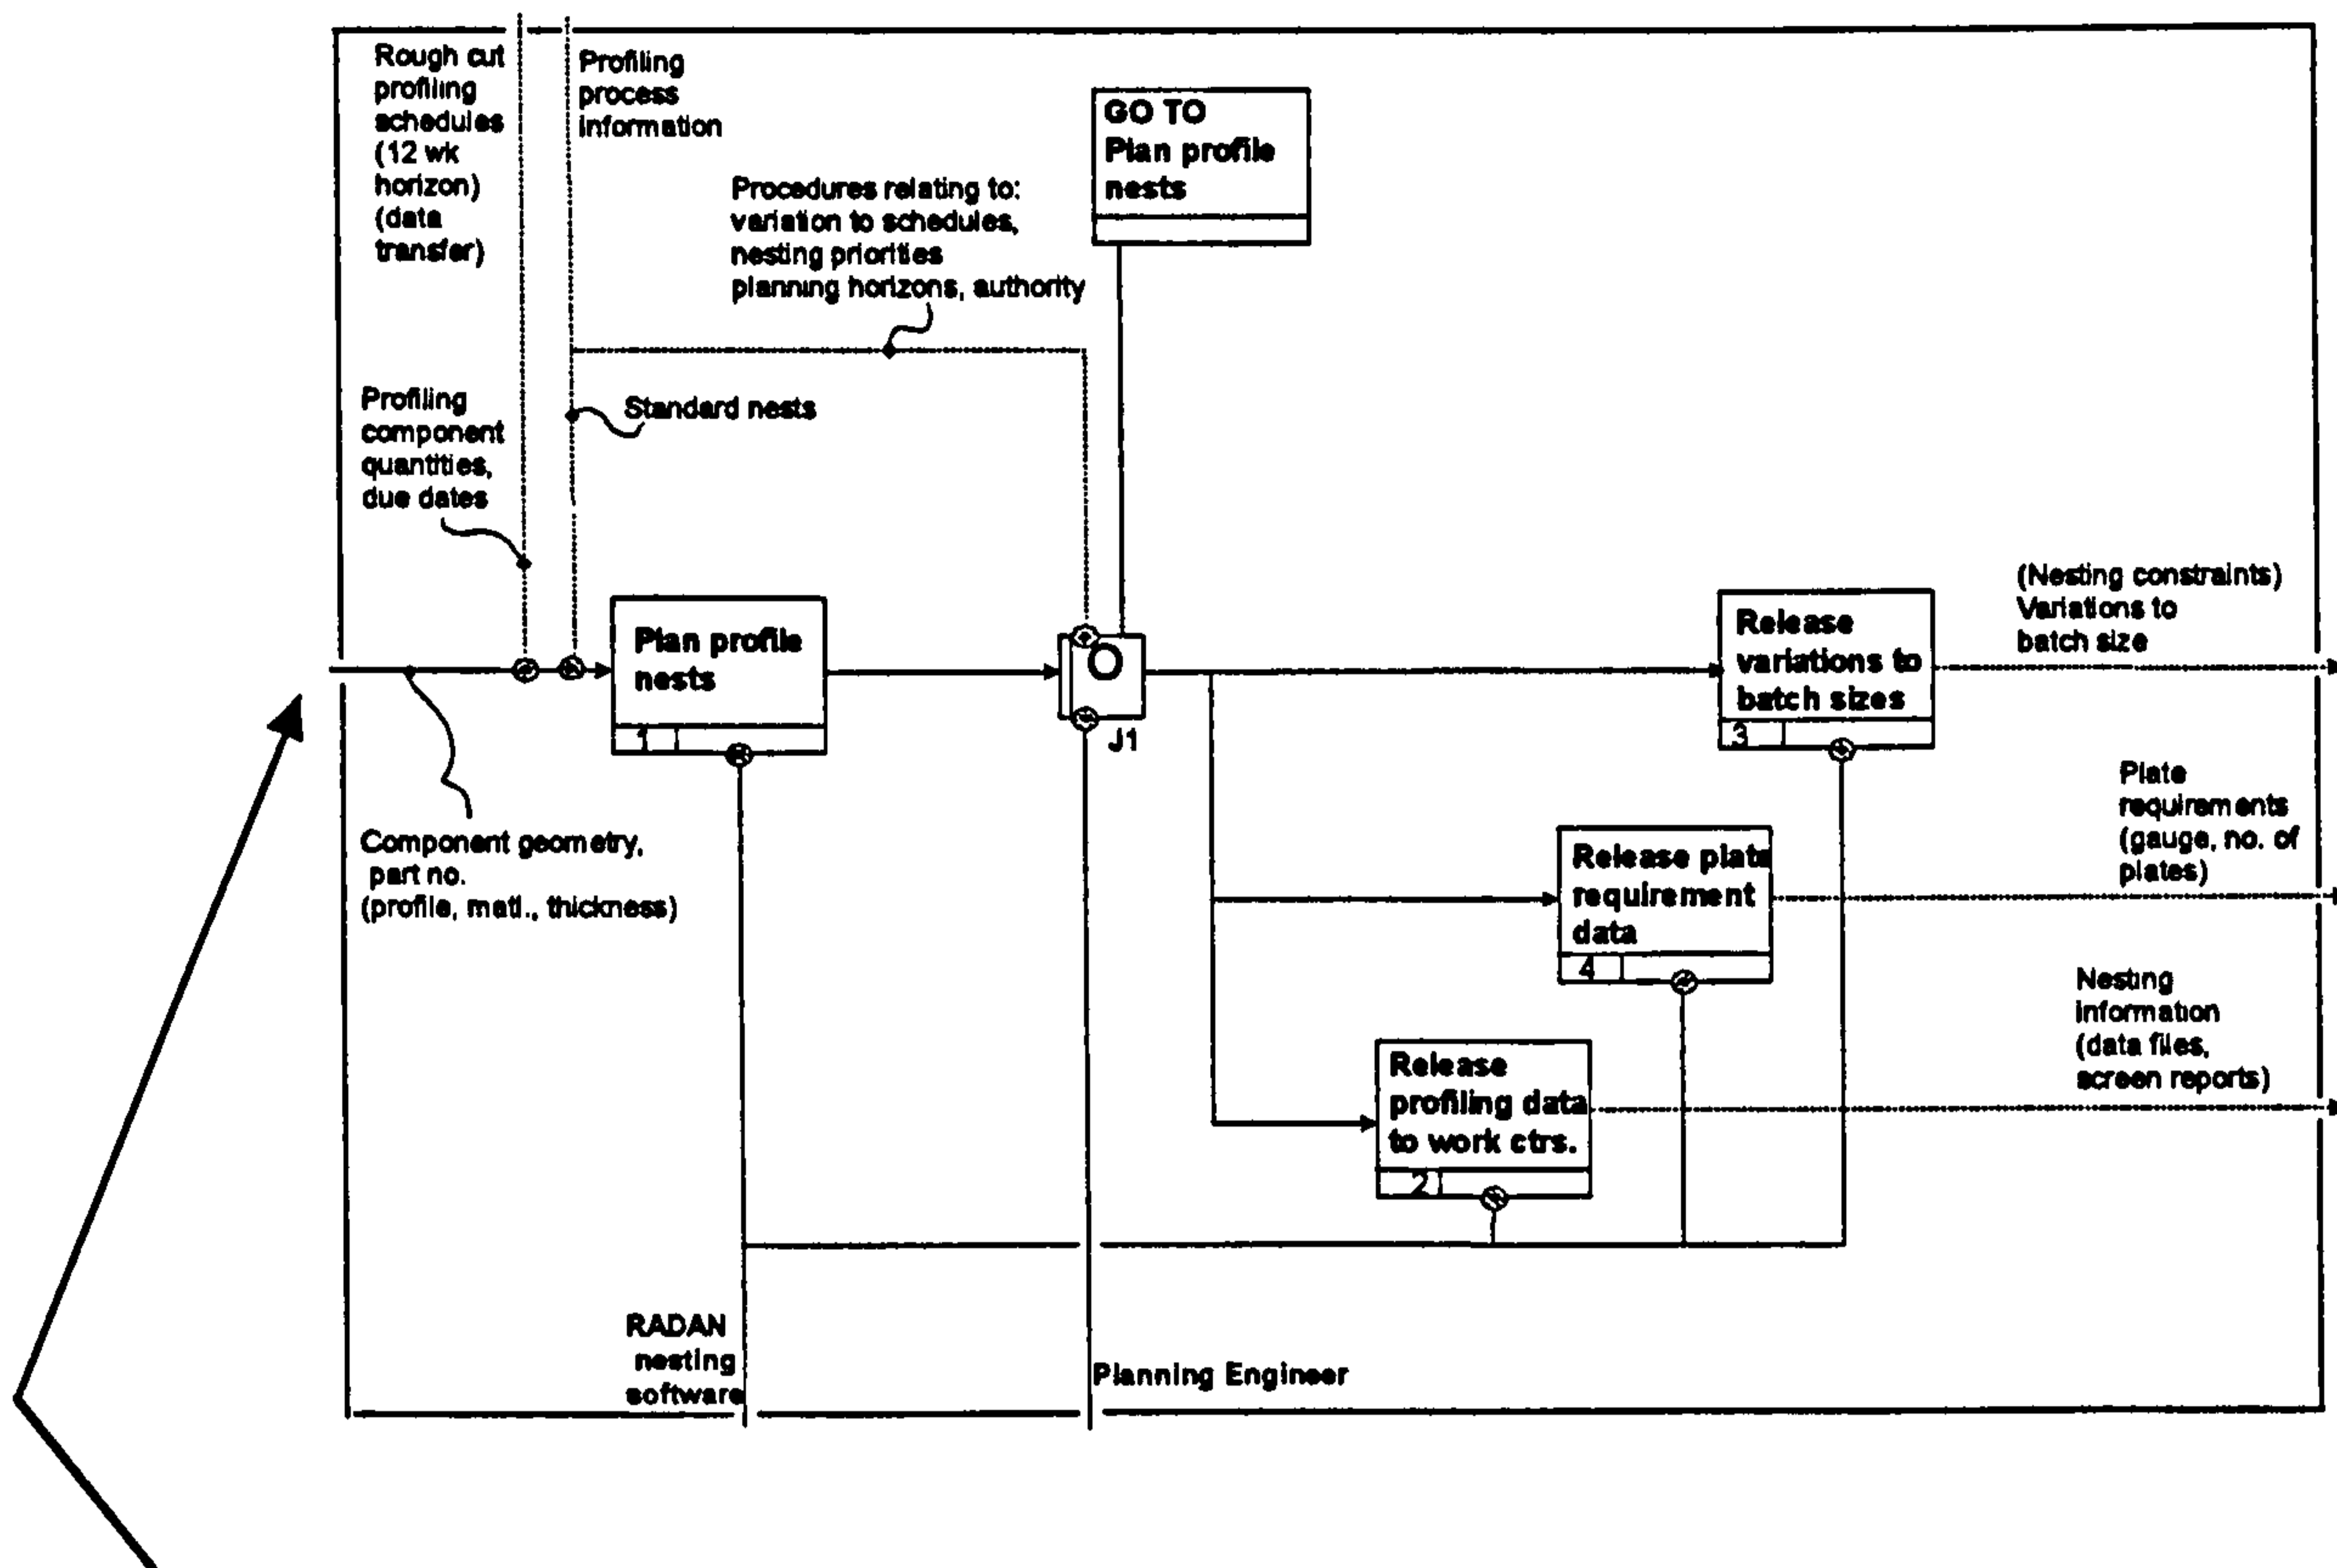 Rough cut
profiling
schedules
(12 wk
horizon)
(data
transfer)
Profiling
process
information
GO TO
Plan profile
nests
Procedures relating to:
variation to schedules,
nesting priorities
planning horizons, authority
Profiling
component
quantities,
due dates
Standard nests
Plan profile
nests
1
O
J1
Release
variations to
batch sizes
3
(Nesting constraints)
Variations to
batch size
Component geometry,
part no.
(profile, matl., thickness)
Release plate
requirement
data
4
Plate
requirements
(gauge, no. of
plates)
Release
profiling data
to work ctrs.
2
Nesting
information
(data files,
screen reports)
RADAN
nesting
software
Planning Engineer